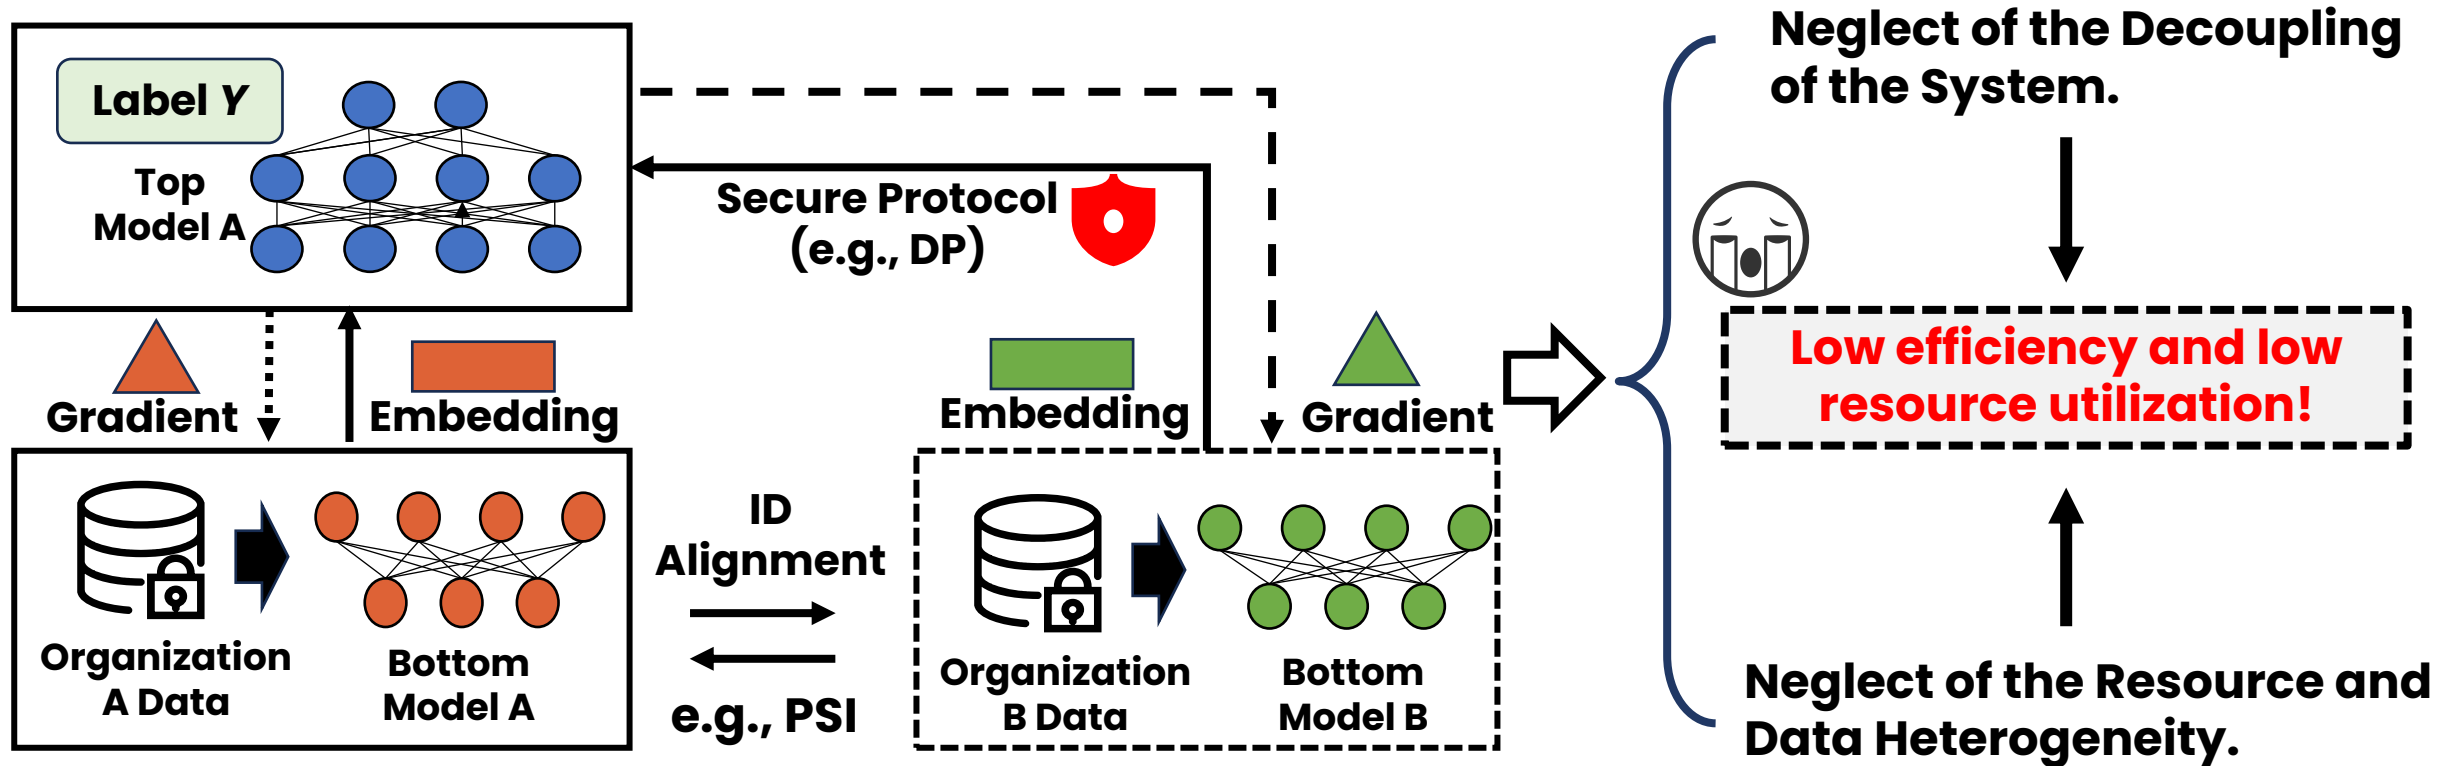 Label Y
Top
Model A
Gradient
Embedding
Organization
A Data
Bottom
Model A
Secure Protocol
(e.g., DP)
ID
Alignment
e.g., PSI
Embedding
Gradient
Organization
B Data
Bottom
Model B
Neglect of the Decoupling
of the System.
Low efficiency and low
resource utilization!
Neglect of the Resource and
Data Heterogeneity.